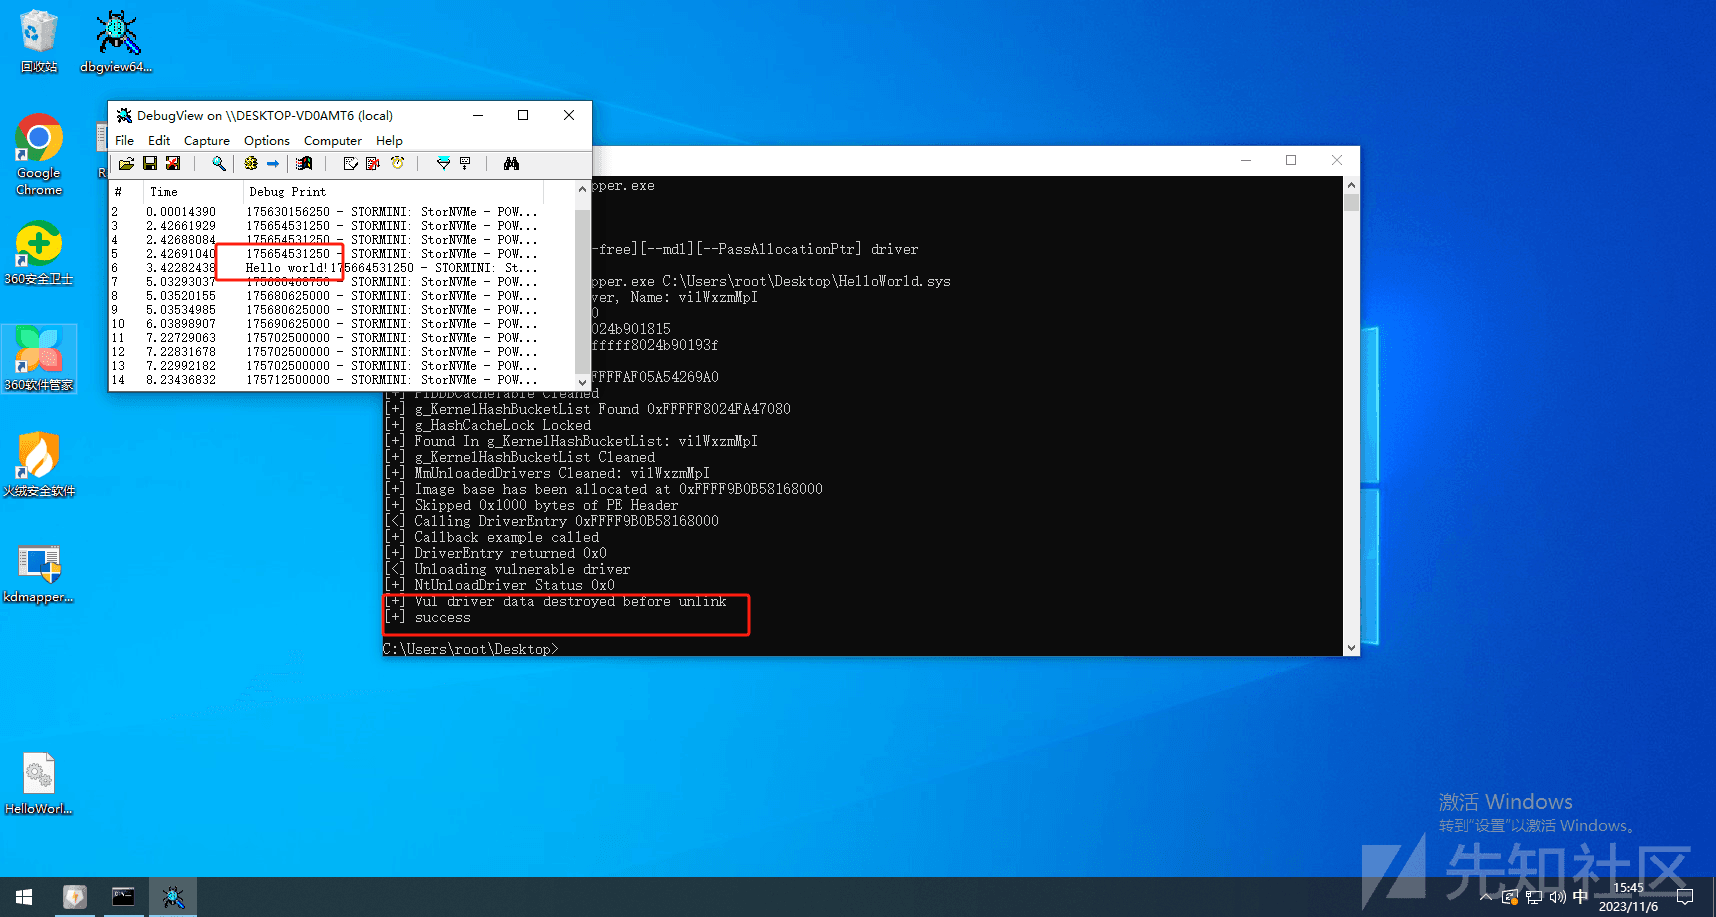 回收站
dbgview64...
Google
Chrome
R
360安全卫士
360软件管家
火绒安全软件
kdmapper...
HelloWorl...
DebugView on \\DESKTOP-VD0AMT6 (local)
File Edit Capture Options Computer Help
# Time Debug Print
2 0.00014390 175630156250 - STORMINI: StorNVMe - POW...
3 2.42661929 175654531250 - STORMINI: StorNVMe - POW...
4 2.42688084 175654531250 - STORMINI: StorNVMe - POW...
5 2.42691040 175654531250 - STORMINI: StorNVMe - POW...
6 3.42282438 Hello world!175664531250 - STORMINI: St...
7 5.03293037 175680468750 - STORMINI: StorNVMe - POW...
8 5.03520155 175680625000 - STORMINI: StorNVMe - POW...
9 5.03534985 175680625000 - STORMINI: StorNVMe - POW...
10 6.03898907 175690625000 - STORMINI: StorNVMe - POW...
11 7.22729063 175702500000 - STORMINI: StorNVMe - POW...
12 7.22831678 175702500000 - STORMINI: StorNVMe - POW...
13 7.22992182 175702500000 - STORMINI: StorNVMe - POW...
14 8.23436832 175712500000 - STORMINI: StorNVMe - POW...
pper.exe
-free][--mdl][--PassAllocationPtr] driver
pper.exe C:\Users\root\Desktop\HelloWorld.sys
ver, Name: vilWxzmMpI
0
024b901815
fffff8024b90193f
FFFFAF05A54269A0
[+] PiDDBCacheTable Cleaned
[+] g_KernelHashBucketList Found 0xFFFFF8024FA47080
[+] g_HashCacheLock Locked
[+] Found In g_KernelHashBucketList: vilWxzmMpI
[+] g_KernelHashBucketList Cleaned
[+] MmUnloadedDrivers Cleaned: vilWxzmMpI
[+] Image base has been allocated at 0xFFFF9B0B58168000
[+] Skipped 0x1000 bytes of PE Header
[<] Calling DriverEntry 0xFFFF9B0B58168000
[+] Callback example called
[+] DriverEntry returned 0x0
[<] Unloading vulnerable driver
[+] NtUnloadDriver Status 0x0
[+] Vul driver data destroyed before unlink
[+] success
C:\Users\root\Desktop>
激活 Windows
转到"设置"以激活 Windows。
先知社区
中
15:45
2023/11/6